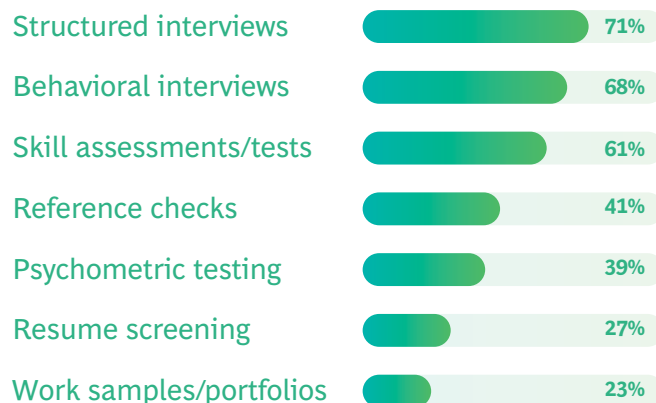 Structured interviews 71%
Behavioral interviews 68%
Skill assessments/tests 61%
Reference checks 41%
Psychometric testing 39%
Resume screening 27%
Work samples/portfolios 23%